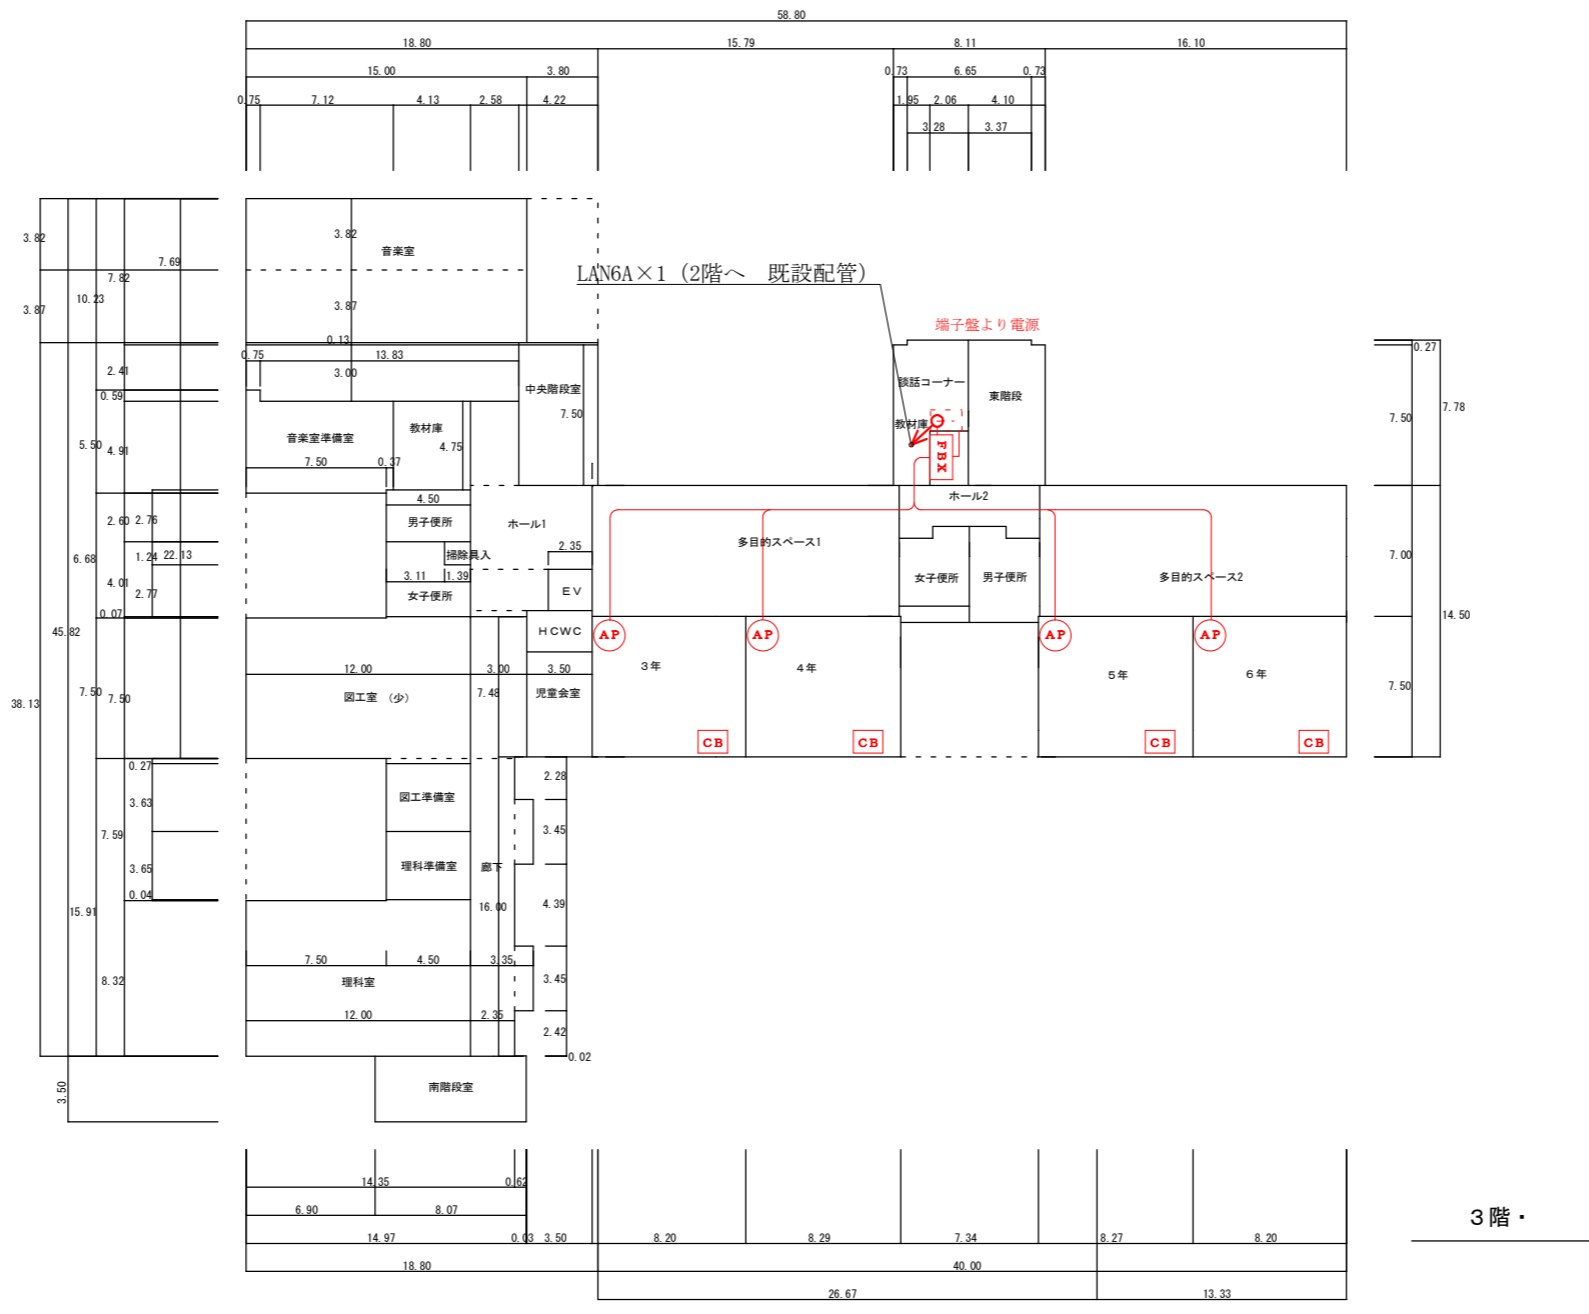 58.80
18.80 15.79 8.11 16.10
15.00 3.80 0.73 6.65 0.73
0.75 7.12 4.13 2.58 4.22 1.95 2.06 4.10
3.28 3.37
3.82 7.69 7.82 10.23 3.87
3.82
音楽室
3.87
0.13
LAN6A×1 (2階へ 既設配管)
端子盤より電源
0.75 13.83
3.00
2.41
0.59
5.50 4.91
中央階段室
7.50
談話コーナー
東階段
教材庫
FBX
0.27
7.50 7.78
音楽室準備室
教材庫
4.75
7.50 0.37
4.50
男子便所
ホール1
掃除具入
2.35
3.11 1.39
女子便所
EV
HCWC
2.60 2.76
6.68 1.24 22.13
4.01 2.77
0.07
45.82
多目的スペース1
ホール2
女子便所
男子便所
多目的スペース2
7.00
14.50
AP AP AP AP
3年 4年 5年 6年
CB CB CB CB
7.50
12.00 3.00 3.50
図工室 (少)
7.48
児童会室
38.13
7.50 7.50
0.27
3.63
7.59
3.65
0.04
15.91
8.32
図工準備室
理科準備室
廊下
16.00
2.28
3.45
4.39
3.45
2.42
0.02
7.50 4.50 3.35
理科室
12.00 2.35
3.50
南階段室
14.35 0.62
6.90 8.07
14.97 0.03 3.50 8.20 8.29 7.34 8.27 8.20
18.80 40.00
26.67 13.33
3階・